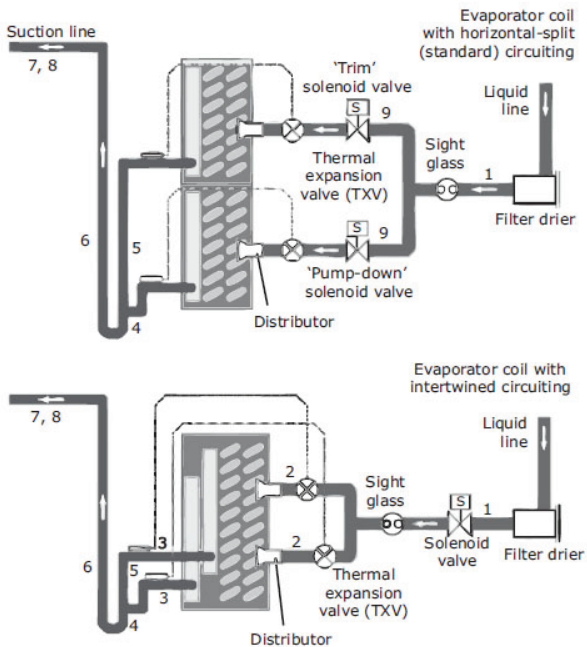 Evaporator coil
with horizontal-split
(standard) circuiting
Suction line
7, 8
‘Trim’
solenoid valve
S
9
Liquid
line
Sight
glass
1
Thermal
expansion
valve (TXV)
Filter drier
6
5
S
9
‘Pump-down’
solenoid valve
4
Distributor
Evaporator coil with
intertwined circuiting
7, 8
Liquid
line
2
Sight
glass
S
1
Solenoid
valve
Filter drier
3
2
6
5
3
4
Thermal
expansion
valve (TXV)
Distributor